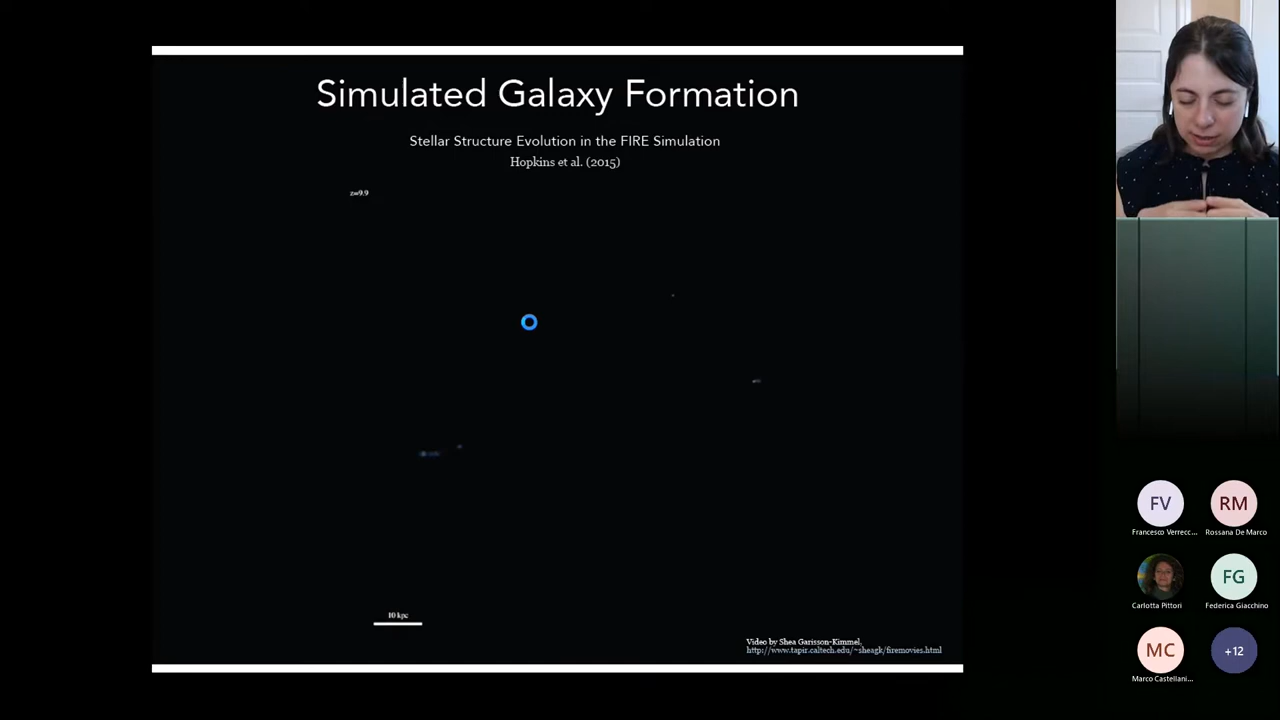 Simulated Galaxy Formation
Stellar Structure Evolution in the FIRE Simulation
Hopkins et al. (2015)
z=9.9
10 kpc
Video by Shea Garisson-Kimmel,
http://www.tapir.caltech.edu/~sheagk/firemovies.html
FV
RM
Francesco Verrecc...
Rossana De Marco
FG
Carlotta Pittori
Federica Giacchino
MC
+12
Marco Castellani...